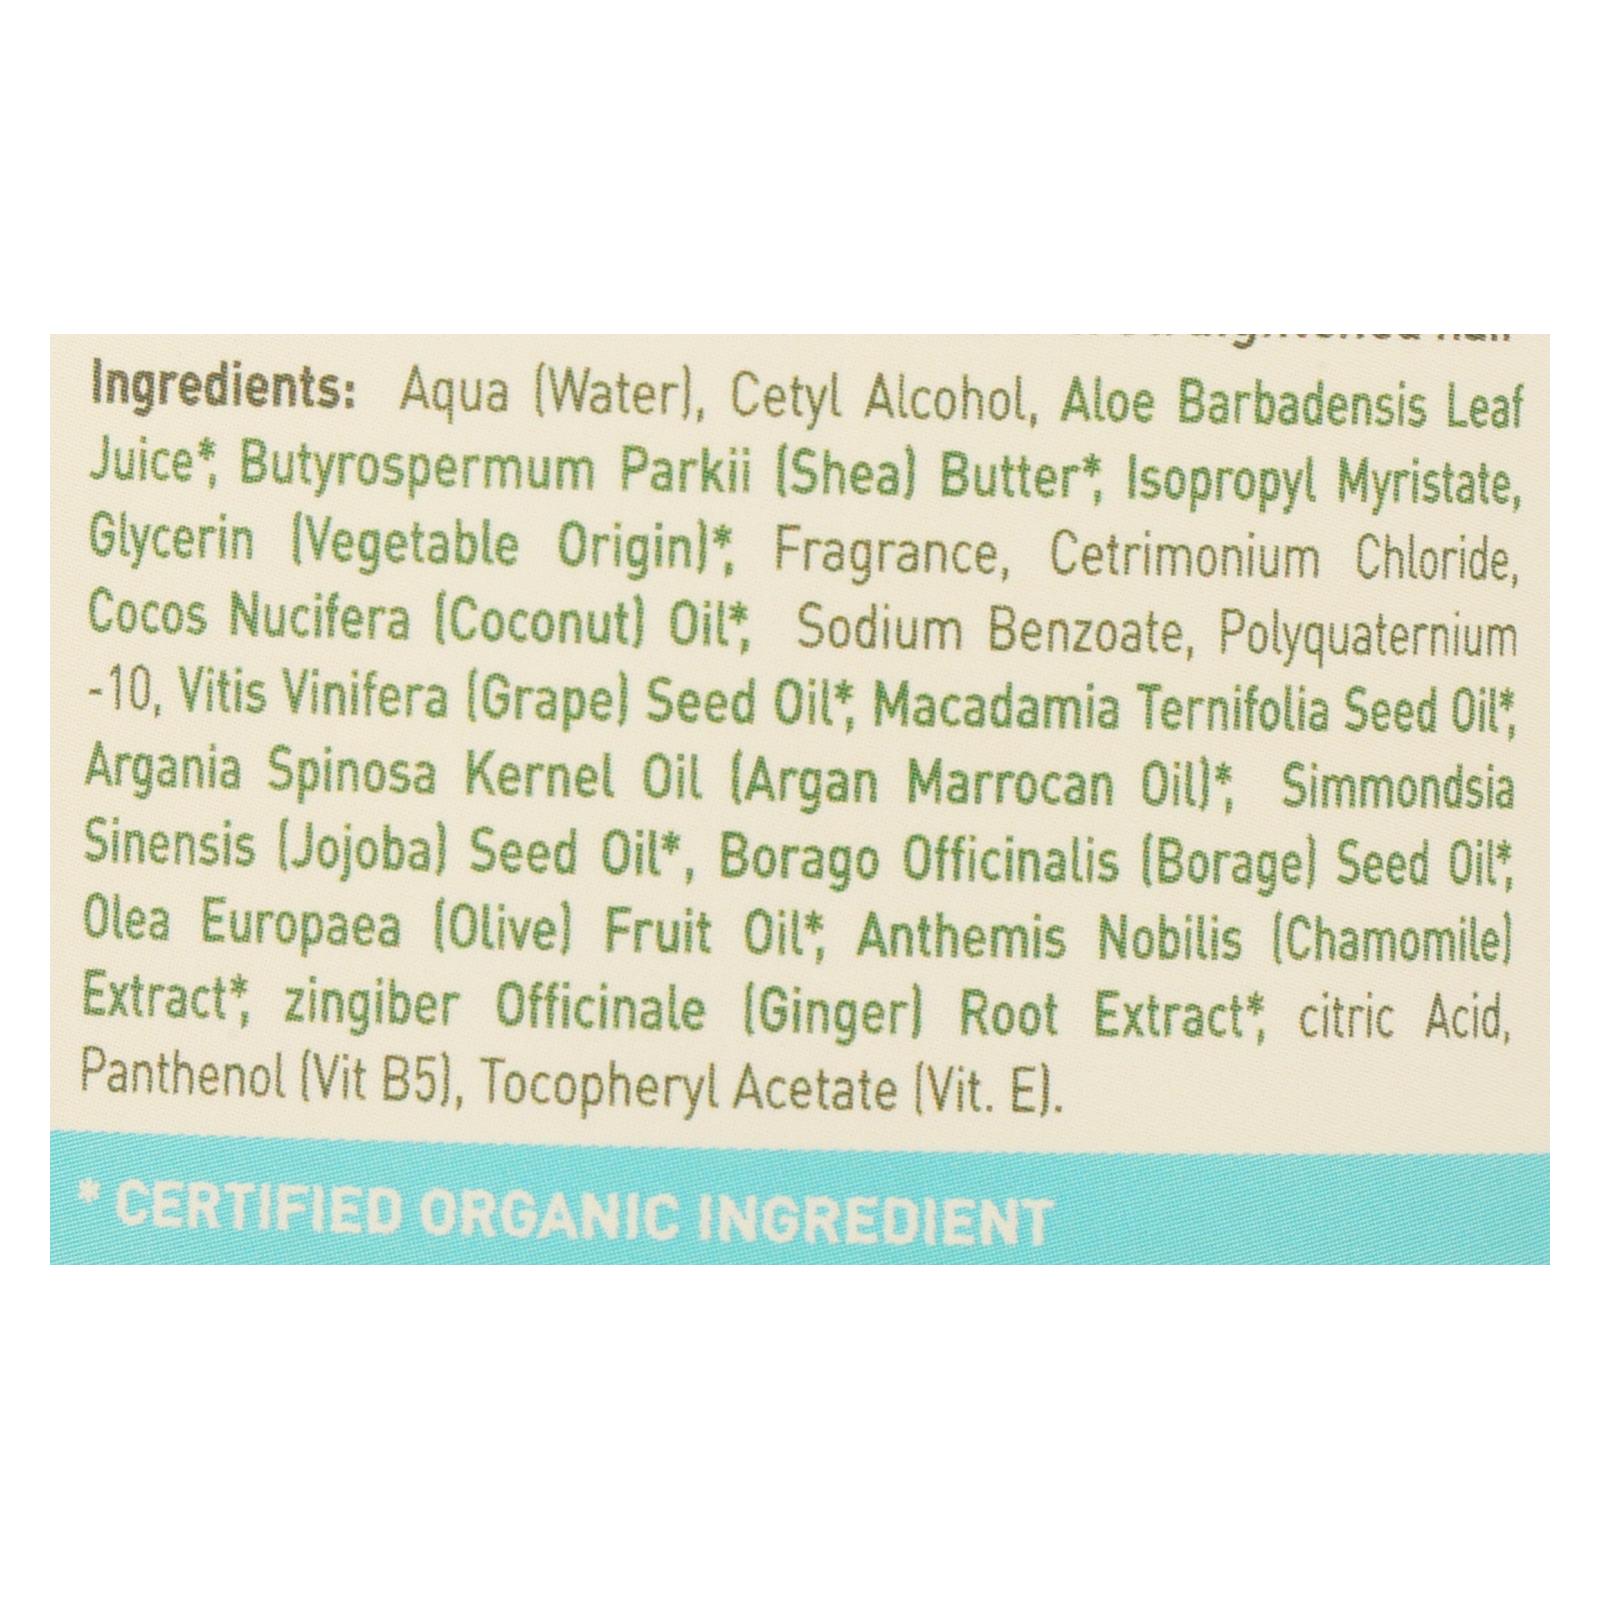 Ingredients: Aqua (Water), Cetyl Alcohol, Aloe Barbadensis Leaf
Juice*, Butyrospermum Parkii (Shea) Butter*, Isopropyl Myristate,
Glycerin (Vegetable Origin)*, Fragrance, Cetrimonium Chloride,
Cocos Nucifera (Coconut) Oil*, Sodium Benzoate, Polyquaternium
-10, Vitis Vinifera (Grape) Seed Oil*, Macadamia Ternifolia Seed Oil*,
Argania Spinosa Kernel Oil (Argan Marrocan Oil)*, Simmondsia
Sinensis (Jojoba) Seed Oil*, Borago Officinalis (Borage) Seed Oil*,
Olea Europaea (Olive) Fruit Oil*, Anthemis Nobilis (Chamomile)
Extract*, zingiber Officinale (Ginger) Root Extract*, citric Acid,
Panthenol (Vit B5), Tocopheryl Acetate (Vit. E).
* CERTIFIED ORGANIC INGREDIENT